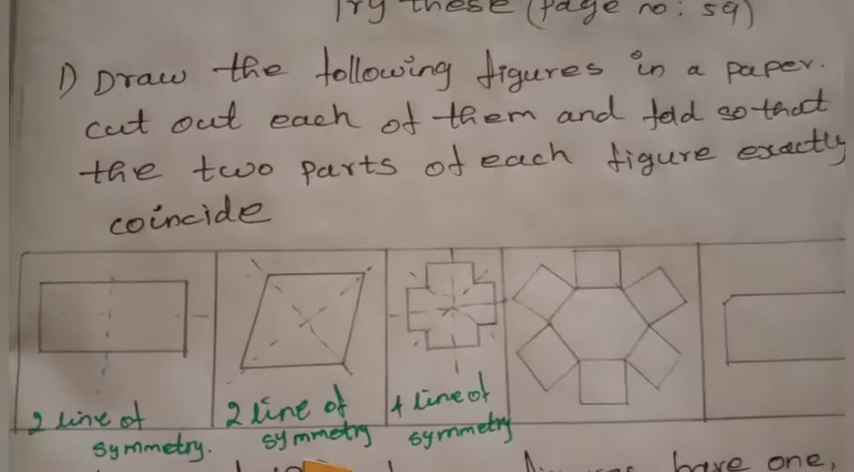 Try these (Page no: 59)
1) Draw the following figures in a paper.
cut out each of them and fold so that
the two parts of each figure exactly
coincide
2 line of
symmetry.
2 line of
symmetry
4 line of
symmetry
have one,